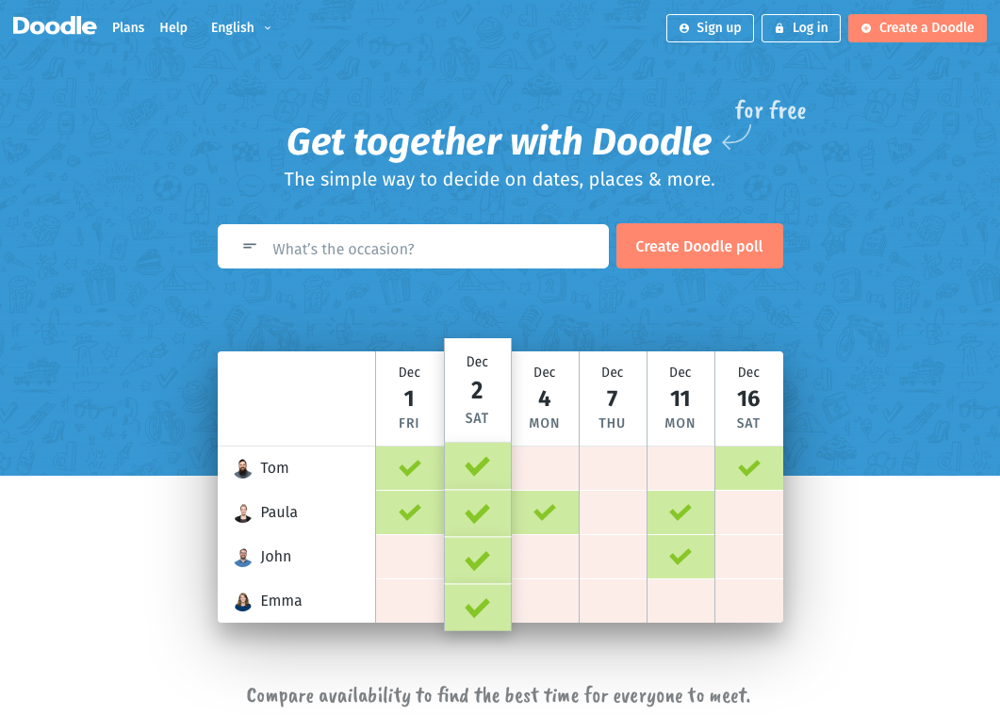 Doodle Plans Help English Sign up Log in Create a Doodle
for free
Get together with Doodle
The simple way to decide on dates, places & more.
What's the occasion? Create Doodle poll
Dec Dec Dec Dec Dec Dec
1 2 4 7 11 16
FRI SAT MON THU MON SAT
Tom
Paula
John
Emma
Compare availability to find the best time for everyone to meet.